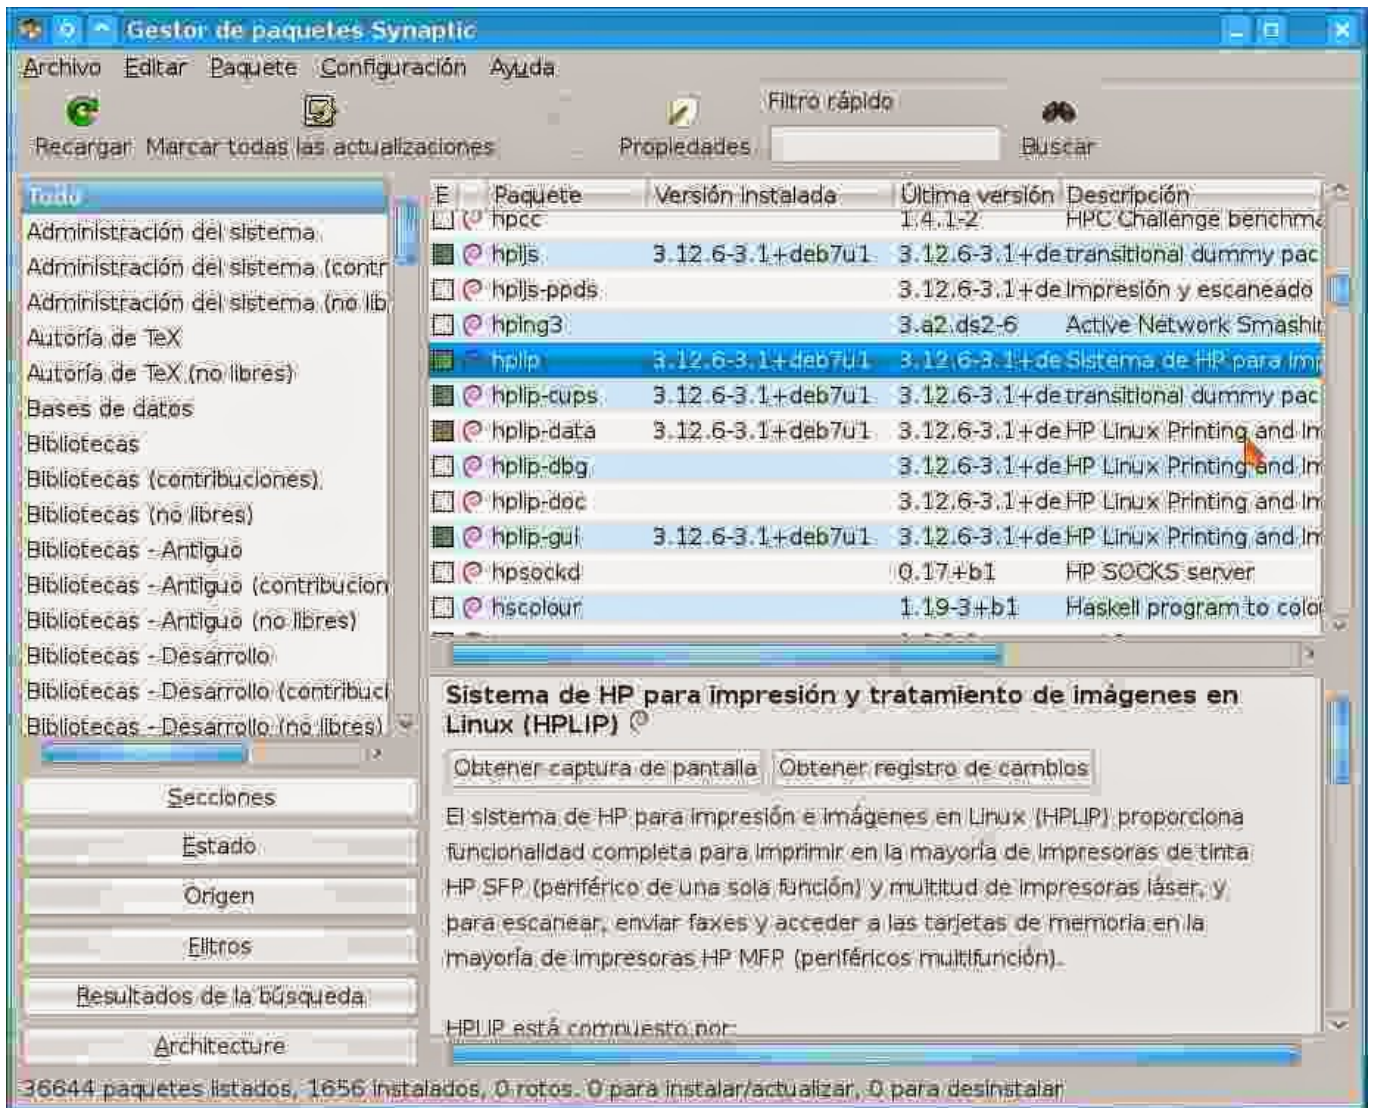 Gestor de paquetes Synaptic
Archivo Editar Paquete Configuración Ayuda
Recargar Marcar todas las actualizaciones Propiedades Filtro rápido Buscar
Todo
Administración del sistema
Administración del sistema (contr
Administración del sistema (no lib
Autoría de TeX
Autoría de TeX (no libres)
Bases de datos
Bibliotecas
Bibliotecas (contribuciones)
Bibliotecas (no libres)
Bibliotecas - Antiguo
Bibliotecas - Antiguo (contribucion
Bibliotecas - Antiguo (no libres)
Bibliotecas - Desarrollo
Bibliotecas - Desarrollo (contribuci
Bibliotecas - Desarrollo (no libres)
Secciones
Estado
Origen
Filtros
Resultados de la búsqueda
Architecture
E Paquete Versión instalada Última versión Descripción
hpcc 1.4.1-2 HPC Challenge benchma
hpijs 3.12.6-3.1+deb7u1 3.12.6-3.1+de transitional dummy pac
hpijs-ppds 3.12.6-3.1+de Impresión y escaneado
hping3 3.a2.ds2-6 Active Network Smashin
hplip 3.12.6-3.1+deb7u1 3.12.6-3.1+de Sistema de HP para imp
hplip-cups 3.12.6-3.1+deb7u1 3.12.6-3.1+de transitional dummy pac
hplip-data 3.12.6-3.1+deb7u1 3.12.6-3.1+de HP Linux Printing and Im
hplip-dbg 3.12.6-3.1+de HP Linux Printing and Im
hplip-doc 3.12.6-3.1+de HP Linux Printing and Im
hplip-gui 3.12.6-3.1+deb7u1 3.12.6-3.1+de HP Linux Printing and Im
hpsockd 0.17+b1 HP SOCKS server
hscolour 1.19-3+b1 Haskell program to colo
Sistema de HP para impresión y tratamiento de imágenes en
Linux (HPLIP)
Obtener captura de pantalla Obtener registro de cambios
El sistema de HP para impresión e imágenes en Linux (HPLIP) proporciona
funcionalidad completa para imprimir en la mayoría de impresoras de tinta
HP SFP (periférico de una sola función) y multitud de impresoras láser, y
para escanear, enviar faxes y acceder a las tarjetas de memoria en la
mayoría de impresoras HP MFP (periféricos multifunción).
HPLIP está compuesto por:
36644 paquetes listados, 1656 instalados, 0 rotos. 0 para instalar/actualizar, 0 para desinstalar